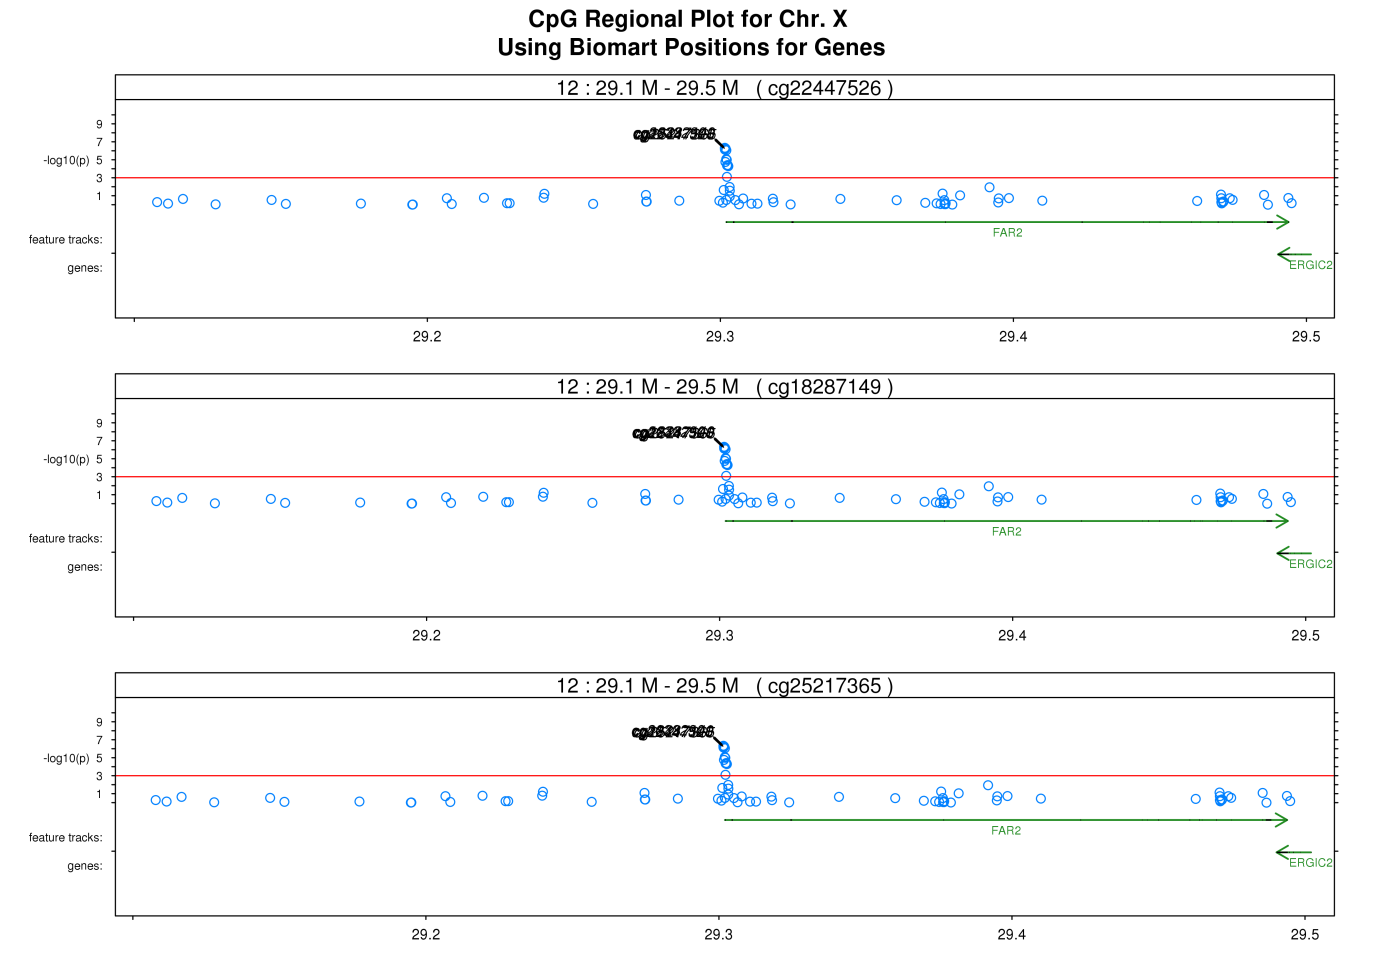 CpG Regional Plot for Chr. X
Using Biomart Positions for Genes
12 : 29.1 M - 29.5 M ( cg22447526 )
9
7
-log10(p) 5
3
1
FAR2
feature tracks:
ERGIC2
genes:
29.2 29.3 29.4 29.5
12 : 29.1 M - 29.5 M ( cg18287149 )
9
7
-log10(p) 5
3
1
FAR2
feature tracks:
ERGIC2
genes:
29.2 29.3 29.4 29.5
12 : 29.1 M - 29.5 M ( cg25217365 )
9
7
-log10(p) 5
3
1
FAR2
feature tracks:
ERGIC2
genes:
29.2 29.3 29.4 29.5